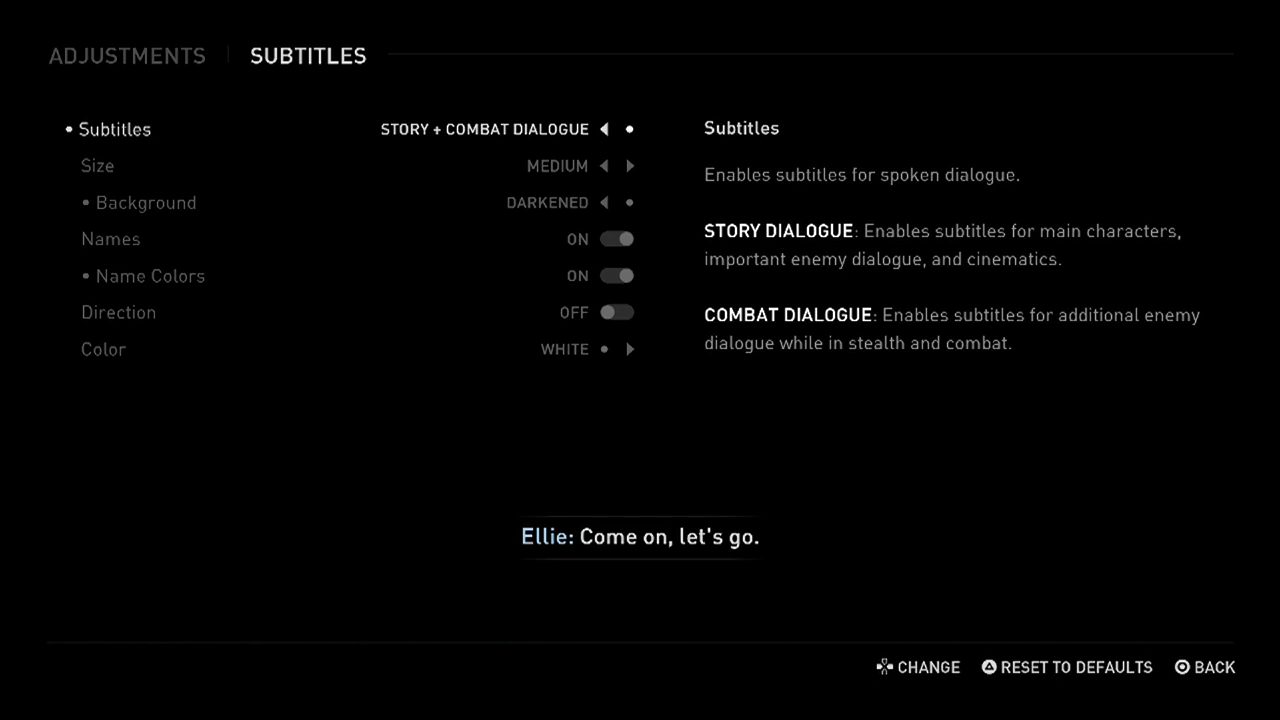 ADJUSTMENTS | SUBTITLES
• Subtitles STORY + COMBAT DIALOGUE
Size MEDIUM
• Background DARKENED
Names ON
• Name Colors ON
Direction OFF
Color WHITE
Subtitles
Enables subtitles for spoken dialogue.
STORY DIALOGUE: Enables subtitles for main characters,
important enemy dialogue, and cinematics.
COMBAT DIALOGUE: Enables subtitles for additional enemy
dialogue while in stealth and combat.
Ellie: Come on, let's go.
CHANGE RESET TO DEFAULTS BACK